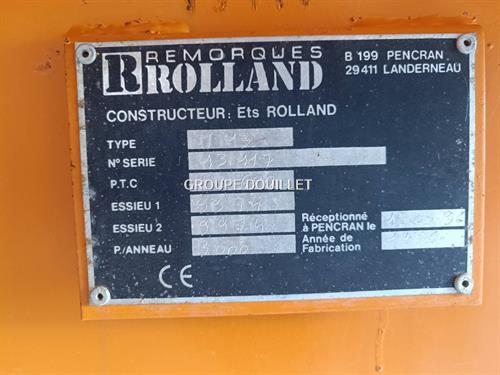 REMORQUES
R ROLLAND
B 199 PENCRAN
29411 LANDERNEAU
CONSTRUCTEUR: Ets ROLLAND
TYPE
N° SERIE
P.T.C
GROUPE DOUILLET
ESSIEU 1
ESSIEU 2
Réceptionné
à PENCRAN le
P./ANNEAU
Année de
Fabrication
CE